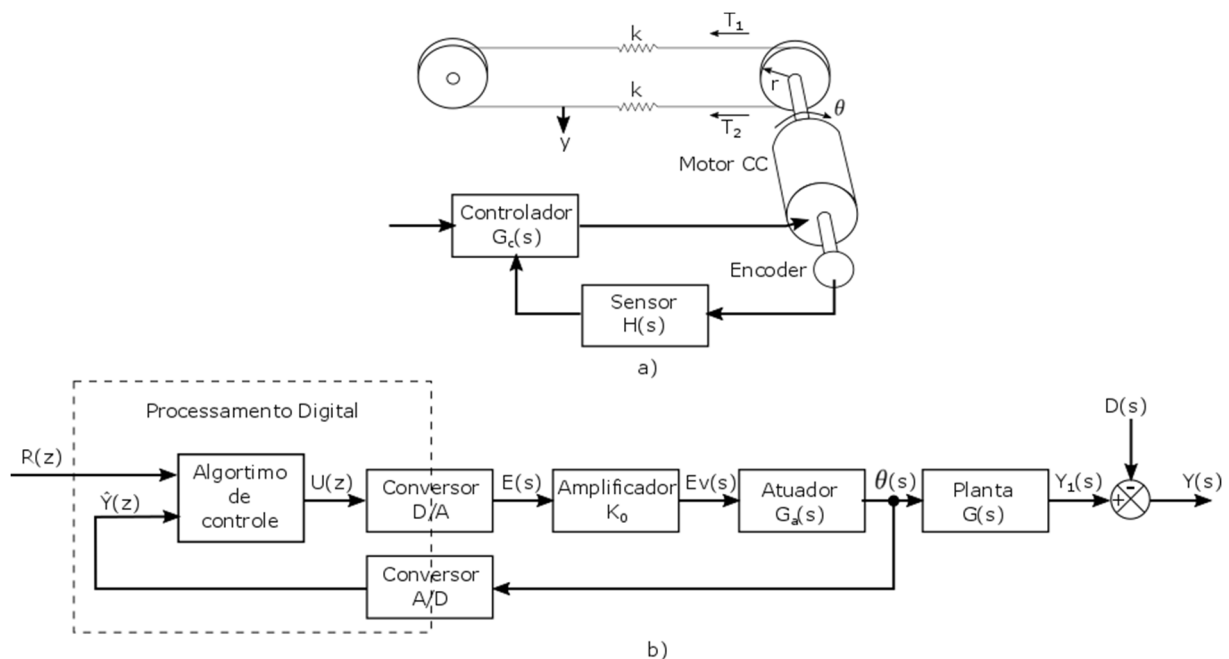 k
T₁
r
θ
k
T₂
y
Motor CC
Controlador
G꜀(s)
Encoder
Sensor
H(s)
a)
Processamento Digital
D(s)
R(z)
Algortimo
de
controle
U(z)
Conversor
D/A
E(s)
Amplificador
K₀
Ev(s)
Atuador
Gₐ(s)
θ(s)
Planta
G(s)
Y₁(s)
+
-
Y(s)
Ŷ(z)
Conversor
A/D
b)